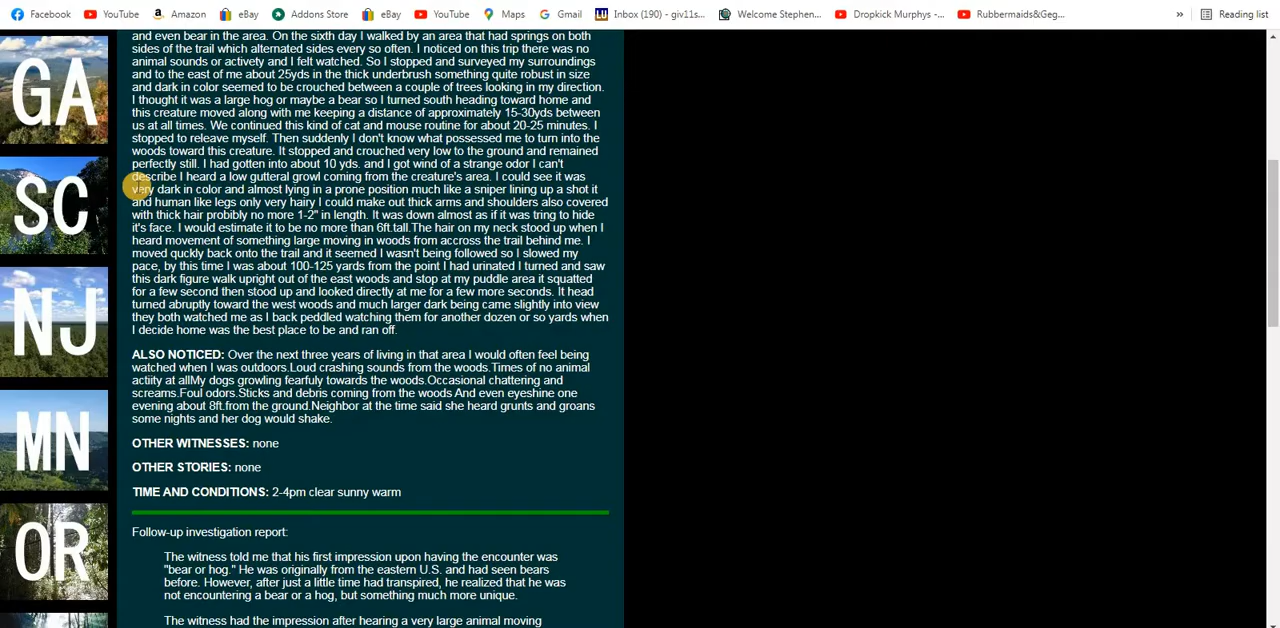 Facebook YouTube Amazon eBay Addons Store eBay YouTube Maps Gmail Inbox (190) - giv11s... Welcome Stephen... Dropkick Murphys -... Rubbermaids&Geg... » Reading list
GA
SC
NJ
MN
OR
and even bear in the area. On the sixth day I walked by an area that had springs on both
sides of the trail which alternated sides every so often. I noticed on this trip there was no
animal sounds or activety and I felt watched. So I stopped and surveyed my surroundings
and to the east of me about 25yds in the thick underbrush something quite robust in size
and dark in color seemed to be crouched between a couple of trees looking in my direction.
I thought it was a large hog or maybe a bear so I turned south heading toward home and
this creature moved along with me keeping a distance of approximately 15-30yds between
us at all times. We continued this kind of cat and mouse routine for about 20-25 minutes. I
stopped to releave myself. Then suddenly I don't know what possessed me to turn into the
woods toward this creature. It stopped and crouched very low to the ground and remained
perfectly still. I had gotten into about 10 yds. and I got wind of a strange odor I can't
describe I heard a low gutteral growl coming from the creature's area. I could see it was
very dark in color and almost lying in a prone position much like a sniper lining up a shot it
and human like legs only very hairy I could make out thick arms and shoulders also covered
with thick hair probibly no more 1-2" in length. It was down almost as if it was tring to hide
it's face. I would estimate it to be no more than 6ft.tall.The hair on my neck stood up when I
heard movement of something large moving in woods from accross the trail behind me. I
moved quckly back onto the trail and it seemed I wasn't being followed so I slowed my
pace, by this time I was about 100-125 yards from the point I had urinated I turned and saw
this dark figure walk upright out of the east woods and stop at my puddle area it squatted
for a few second then stood up and looked directly at me for a few more seconds. It head
turned abruptly toward the west woods and much larger dark being came slightly into view
they both watched me as I back peddled watching them for another dozen or so yards when
I decide home was the best place to be and ran off.
ALSO NOTICED: Over the next three years of living in that area I would often feel being
watched when I was outdoors.Loud crashing sounds from the woods.Times of no animal
actiity at allMy dogs growling fearfuly towards the woods.Occasional chattering and
screams.Foul odors.Sticks and debris coming from the woods And even eyeshine one
evening about 8ft.from the ground.Neighbor at the time said she heard grunts and groans
some nights and her dog would shake.
OTHER WITNESSES: none
OTHER STORIES: none
TIME AND CONDITIONS: 2-4pm clear sunny warm
Follow-up investigation report:
The witness told me that his first impression upon having the encounter was
"bear or hog." He was originally from the eastern U.S. and had seen bears
before. However, after just a little time had transpired, he realized that he was
not encountering a bear or a hog, but something much more unique.
The witness had the impression after hearing a very large animal moving